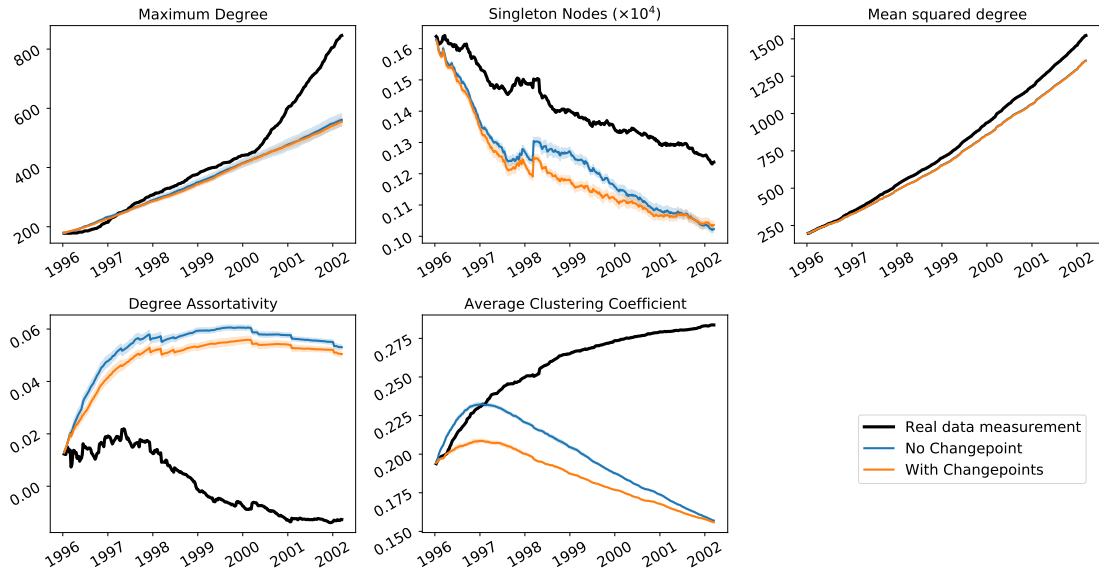 Maximum Degree
800
600
400
200
1996 1997 1998 1999 2000 2001 2002
Singleton Nodes (×10⁴)
0.16
0.15
0.14
0.13
0.12
0.11
0.10
1996 1997 1998 1999 2000 2001 2002
Mean squared degree
1500
1250
1000
750
500
250
1996 1997 1998 1999 2000 2001 2002
Degree Assortativity
0.06
0.04
0.02
0.00
1996 1997 1998 1999 2000 2001 2002
Average Clustering Coefficient
0.275
0.250
0.225
0.200
0.175
0.150
1996 1997 1998 1999 2000 2001 2002
Real data measurement
No Changepoint
With Changepoints